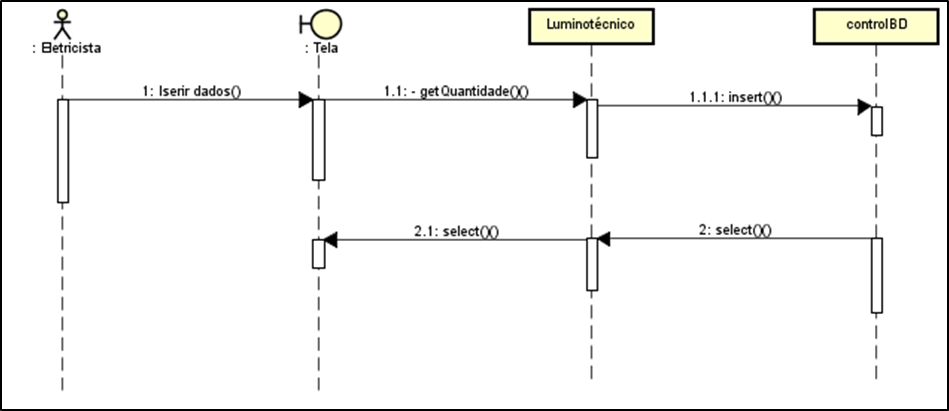 : Eletricista
: Tela
Luminotécnico
controlBD
1: Iserir dados()
1.1: - getQuantidade()()
1.1.1: insert()()
2.1: select()()
2: select()()